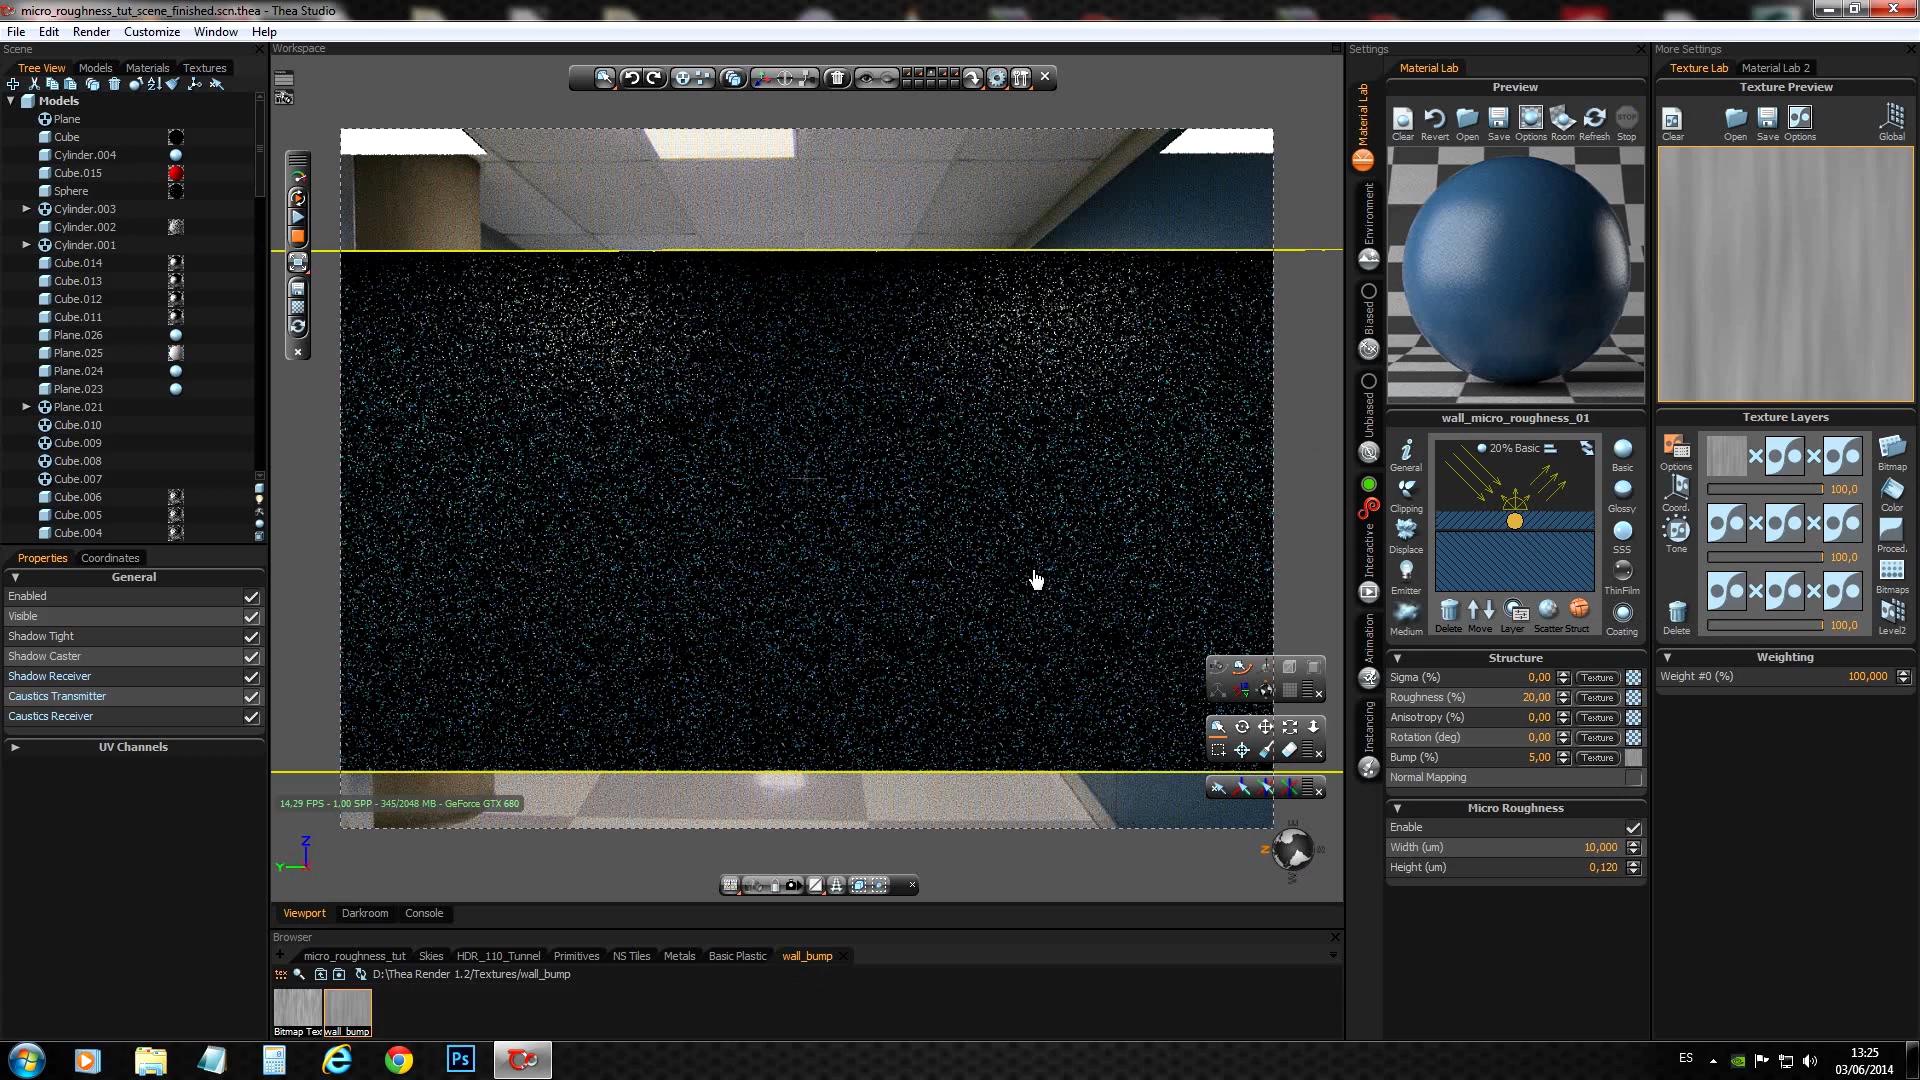 micro_roughness_tut_scene_finished.scn.thea - Thea Studio
File Edit Render Customize Window Help
Scene
Tree View Models Materials Textures
Models
Plane
Cube
Cylinder.004
Cube.015
Sphere
Cylinder.003
Cylinder.002
Cylinder.001
Cube.014
Cube.013
Cube.012
Cube.011
Plane.026
Plane.025
Plane.024
Plane.023
Plane.021
Cube.010
Cube.009
Cube.008
Cube.007
Cube.006
Cube.005
Cube.004
Properties Coordinates
General
Enabled
Visible
Shadow Tight
Shadow Caster
Shadow Receiver
Caustics Transmitter
Caustics Receiver
UV Channels
Workspace
14,29 FPS - 1,00 SPP - 345/2048 MB - GeForce GTX 680
Z
Y
Viewport Darkroom Console
Browser
micro_roughness_tut Skies HDR_110_Tunnel Primitives NS Tiles Metals Basic Plastic wall_bump
D:\Thea Render 1.2/Textures/wall_bump
Bitmap Tex wall_bump
Settings
Material Lab
Environment
Biased
Unbiased
Interactive
Animation
Instancing
Material Lab
Preview
Clear Revert Open Save Options Room Refresh Stop
wall_micro_roughness_01
General
Clipping
Displace
Emitter
Medium
20% Basic
Delete Move Layer Scatter Struct
Basic
Glossy
SSS
ThinFilm
Coating
Structure
Sigma (%) 0,00 Texture
Roughness (%) 20,00 Texture
Anisotropy (%) 0,00 Texture
Rotation (deg) 0,00 Texture
Bump (%) 5,00 Texture
Normal Mapping
Micro Roughness
Enable
Width (um) 10,000
Height (um) 0,120
More Settings
Texture Lab Material Lab 2
Texture Preview
Clear Open Save Options Global
Texture Layers
Options
Coord.
Tone
Delete
100,0
100,0
100,0
Bitmap
Color
Proced.
Bitmaps
Level2
Weighting
Weight #0 (%) 100,000
Ps
ES
13:25
03/06/2014